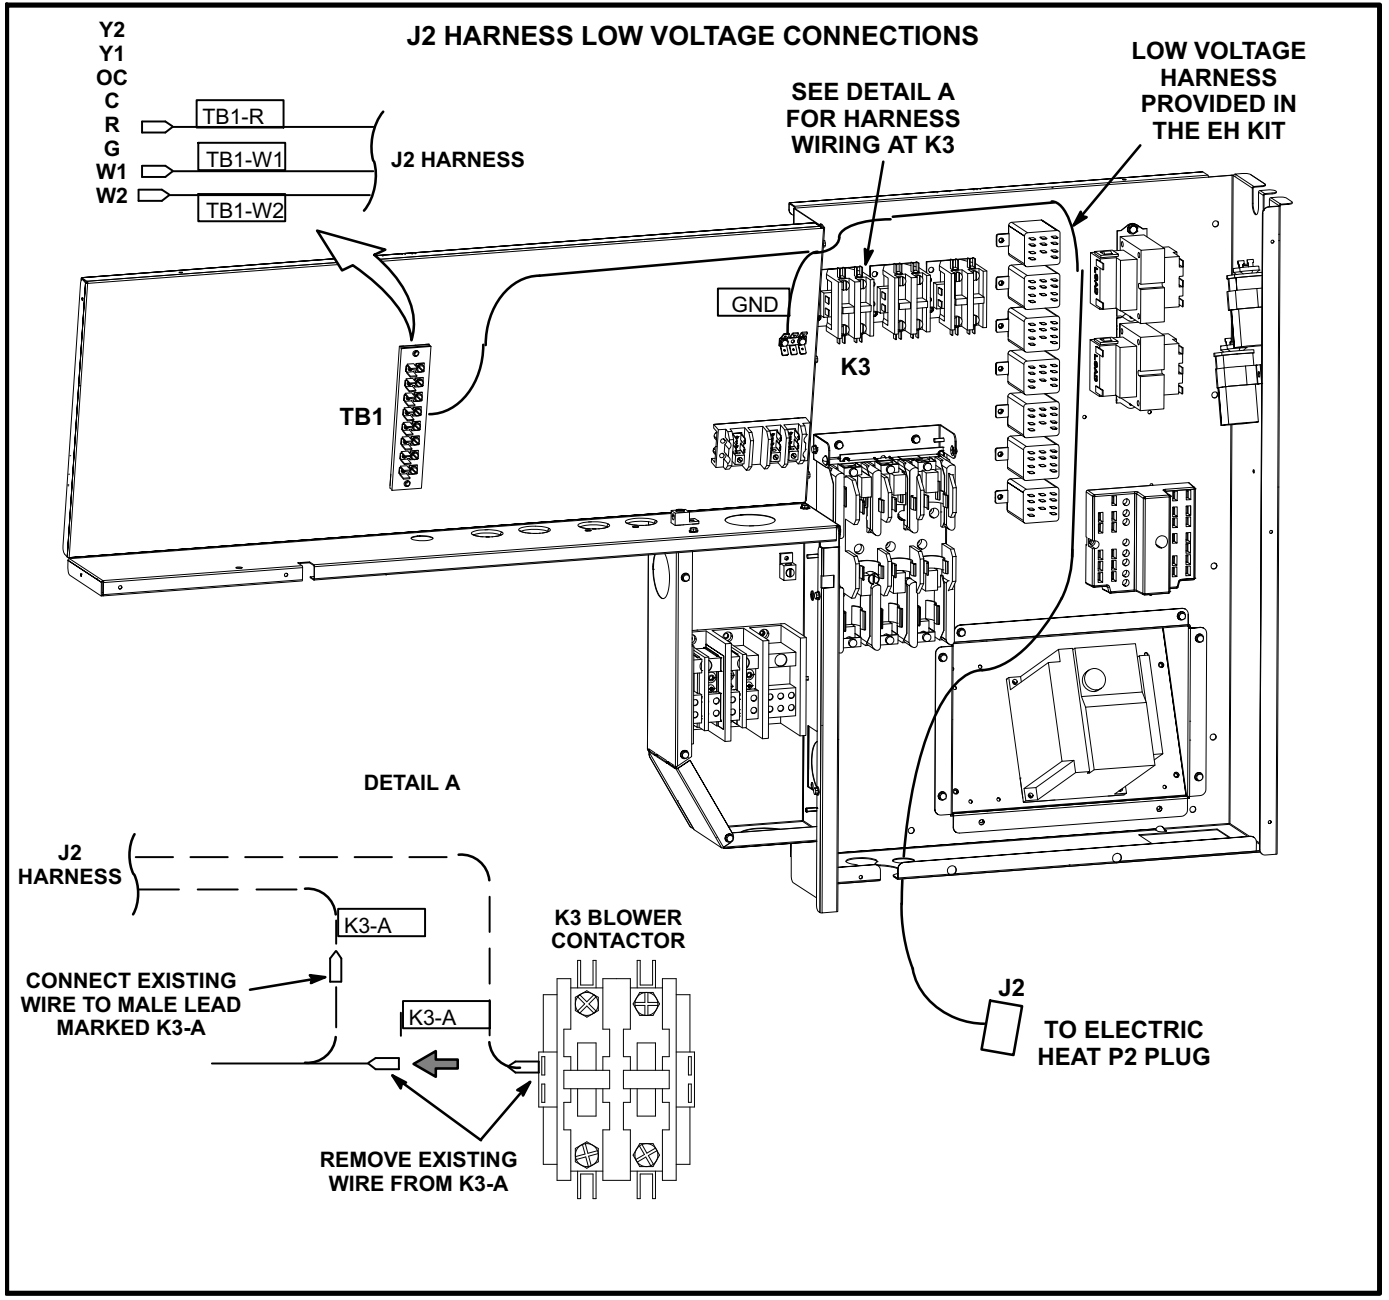 J2 HARNESS LOW VOLTAGE CONNECTIONS
Y2
Y1
OC
C
R
G
W1
W2
TB1-R
TB1-W1
TB1-W2
J2 HARNESS
SEE DETAIL A
FOR HARNESS
WIRING AT K3
LOW VOLTAGE
HARNESS
PROVIDED IN
THE EH KIT
GND
K3
TB1
DETAIL A
J2
HARNESS
K3-A
CONNECT EXISTING
WIRE TO MALE LEAD
MARKED K3-A
K3-A
K3 BLOWER
CONTACTOR
REMOVE EXISTING
WIRE FROM K3-A
J2
TO ELECTRIC
HEAT P2 PLUG